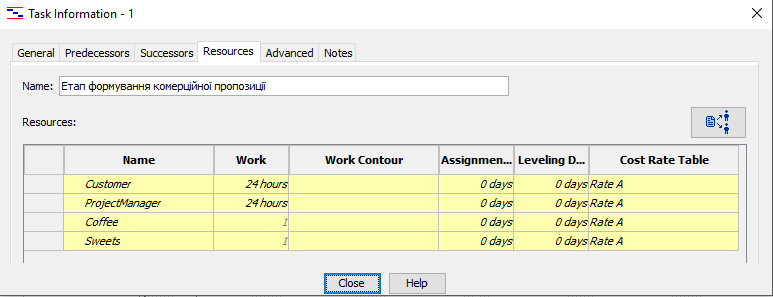 Task Information - 1
General Predecessors Successors Resources Advanced Notes
Name: Етап формування комерційної пропозиції
Resources:
Name Work Work Contour Assignmen... Leveling D... Cost Rate Table
Customer 24 hours 0 days 0 days Rate A
ProjectManager 24 hours 0 days 0 days Rate A
Coffee 1 0 days 0 days Rate A
Sweets 1 0 days 0 days Rate A
Close Help